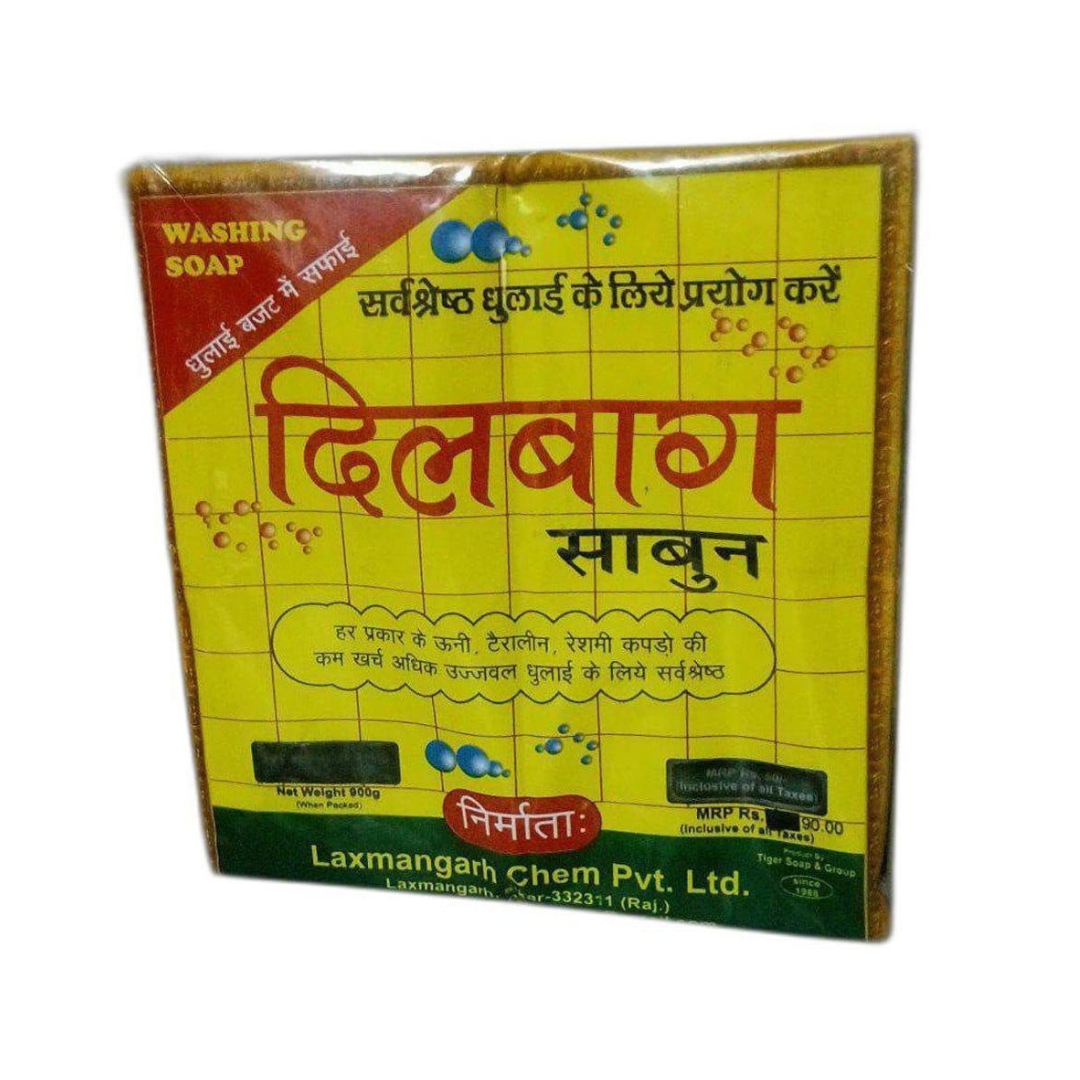 WASHING
SOAP
धुलाई बजट में सफाई
सर्वश्रेष्ठ धुलाई के लिये प्रयोग करें
दिलबाग
साबुन
हर प्रकार के ऊनी, टैरालीन, रेशमी कपड़ो की
कम खर्च अधिक उज्जवल धुलाई के लिये सर्वश्रेष्ठ
Net Weight 900g
(When Packed)
MRP Rs.
(Inclusive of all Taxes)
MRP Rs. 90.00
(Inclusive of all Taxes)
निर्माता:
Laxmangarh Chem Pvt. Ltd.
Laxmangarh, 332311 (Raj.)
Product By
Tiger Soap & Group
since
1988